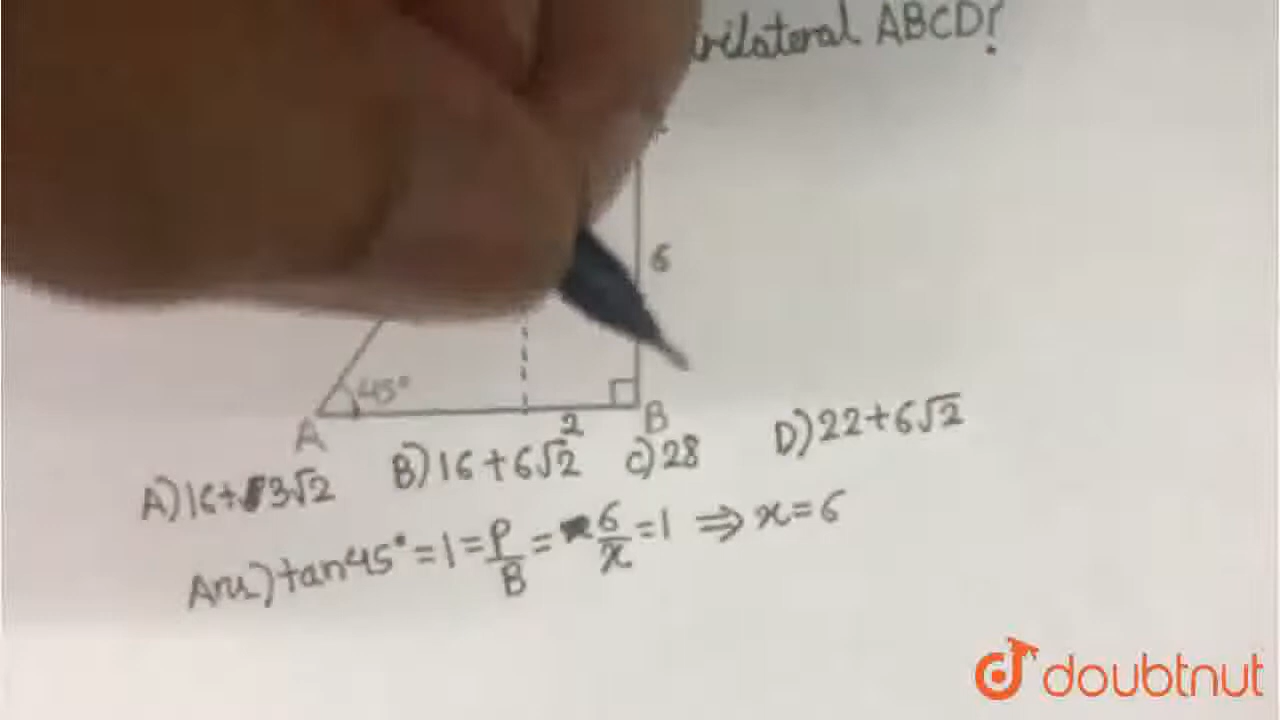 ABCD?
6
45°
A
B
2
A) 16+3√2 B) 16+6√2 C) 28 D) 22+6√2
Ans) tan45° = 1 = P/B = 6/x = 1 ⇒ x = 6
doubtnut